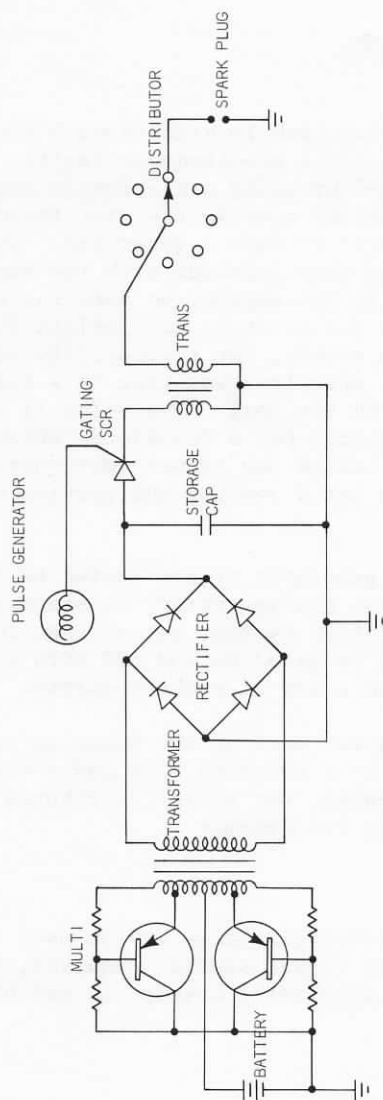 MULTI
BATTERY
TRANSFORMER
RECTIFIER
PULSE GENERATOR
GATING
SCR
STORAGE
CAP
TRANS
DISTRIBUTOR
SPARK PLUG